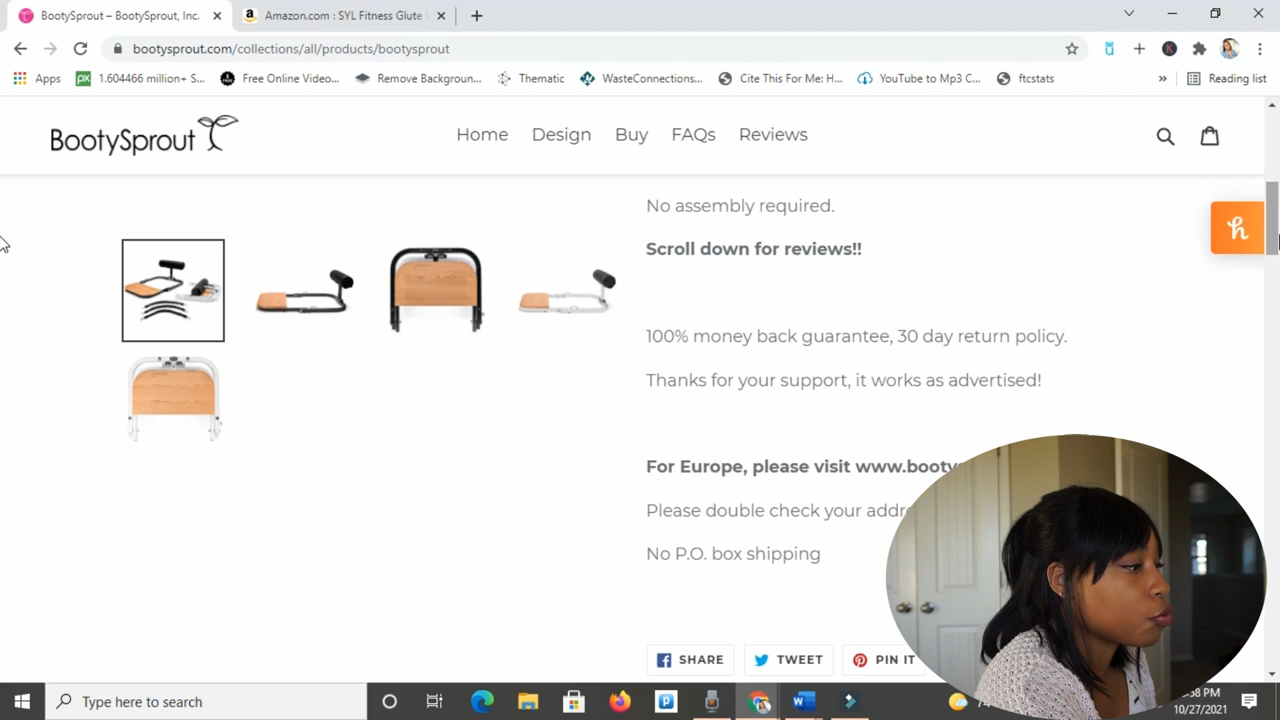 BootySprout – BootySprout, Inc.
Amazon.com : SYL Fitness Glute
bootysprout.com/collections/all/products/bootysprout
Apps
1.604466 million+ S...
Free Online Video...
Remove Backgroun...
Thematic
WasteConnections...
Cite This For Me: H...
YouTube to Mp3 C...
ftcstats
»
Reading list
BootySprout
Home Design Buy FAQs Reviews
No assembly required.
Scroll down for reviews!!
100% money back guarantee, 30 day return policy.
Thanks for your support, it works as advertised!
For Europe, please visit www.booty
Please double check your addr
No P.O. box shipping
SHARE TWEET PIN IT
Type here to search
10/27/2021